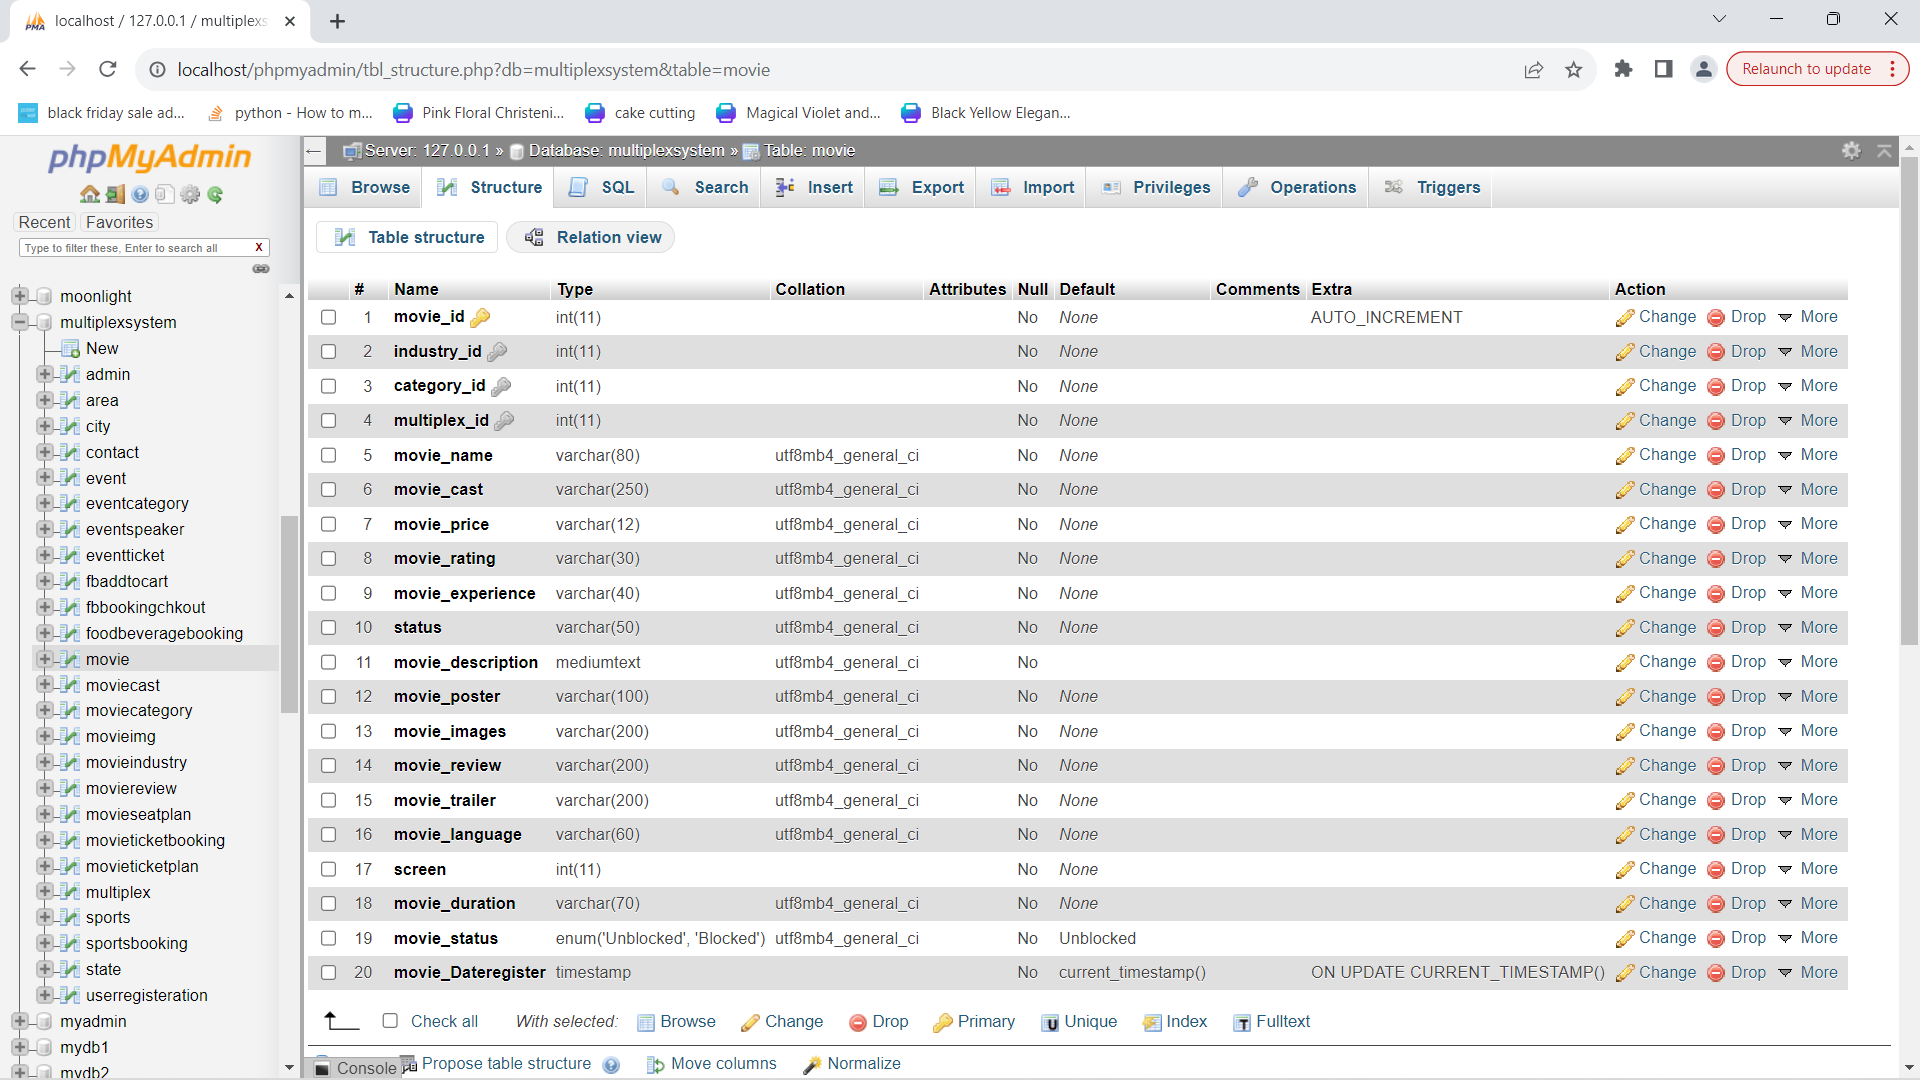 localhost / 127.0.0.1 / multiplexs
localhost/phpmyadmin/tbl_structure.php?db=multiplexsystem&table=movie
Relaunch to update
black friday sale ad...
python - How to m...
Pink Floral Christeni...
cake cutting
Magical Violet and...
Black Yellow Elegan...
phpMyAdmin
Recent Favorites
Type to filter these, Enter to search all X
moonlight
multiplexsystem
New
admin
area
city
contact
event
eventcategory
eventspeaker
eventticket
fbaddtocart
fbbookingchkout
foodbeveragebooking
movie
moviecast
moviecategory
movieimg
movieindustry
moviereview
movieseatplan
movieticketbooking
movieticketplan
multiplex
sports
sportsbooking
state
userregisteration
myadmin
mydb1
mydb2
Server: 127.0.0.1 » Database: multiplexsystem » Table: movie
Browse Structure SQL Search Insert Export Import Privileges Operations Triggers
Table structure Relation view
# Name Type Collation Attributes Null Default Comments Extra Action
1 movie_id int(11) No None AUTO_INCREMENT Change Drop More
2 industry_id int(11) No None Change Drop More
3 category_id int(11) No None Change Drop More
4 multiplex_id int(11) No None Change Drop More
5 movie_name varchar(80) utf8mb4_general_ci No None Change Drop More
6 movie_cast varchar(250) utf8mb4_general_ci No None Change Drop More
7 movie_price varchar(12) utf8mb4_general_ci No None Change Drop More
8 movie_rating varchar(30) utf8mb4_general_ci No None Change Drop More
9 movie_experience varchar(40) utf8mb4_general_ci No None Change Drop More
10 status varchar(50) utf8mb4_general_ci No None Change Drop More
11 movie_description mediumtext utf8mb4_general_ci No Change Drop More
12 movie_poster varchar(100) utf8mb4_general_ci No None Change Drop More
13 movie_images varchar(200) utf8mb4_general_ci No None Change Drop More
14 movie_review varchar(200) utf8mb4_general_ci No None Change Drop More
15 movie_trailer varchar(200) utf8mb4_general_ci No None Change Drop More
16 movie_language varchar(60) utf8mb4_general_ci No None Change Drop More
17 screen int(11) No None Change Drop More
18 movie_duration varchar(70) utf8mb4_general_ci No None Change Drop More
19 movie_status enum('Unblocked', 'Blocked') utf8mb4_general_ci No Unblocked Change Drop More
20 movie_Dateregister timestamp No current_timestamp() ON UPDATE CURRENT_TIMESTAMP() Change Drop More
Check all With selected: Browse Change Drop Primary Unique Index Fulltext
Console Propose table structure Move columns Normalize